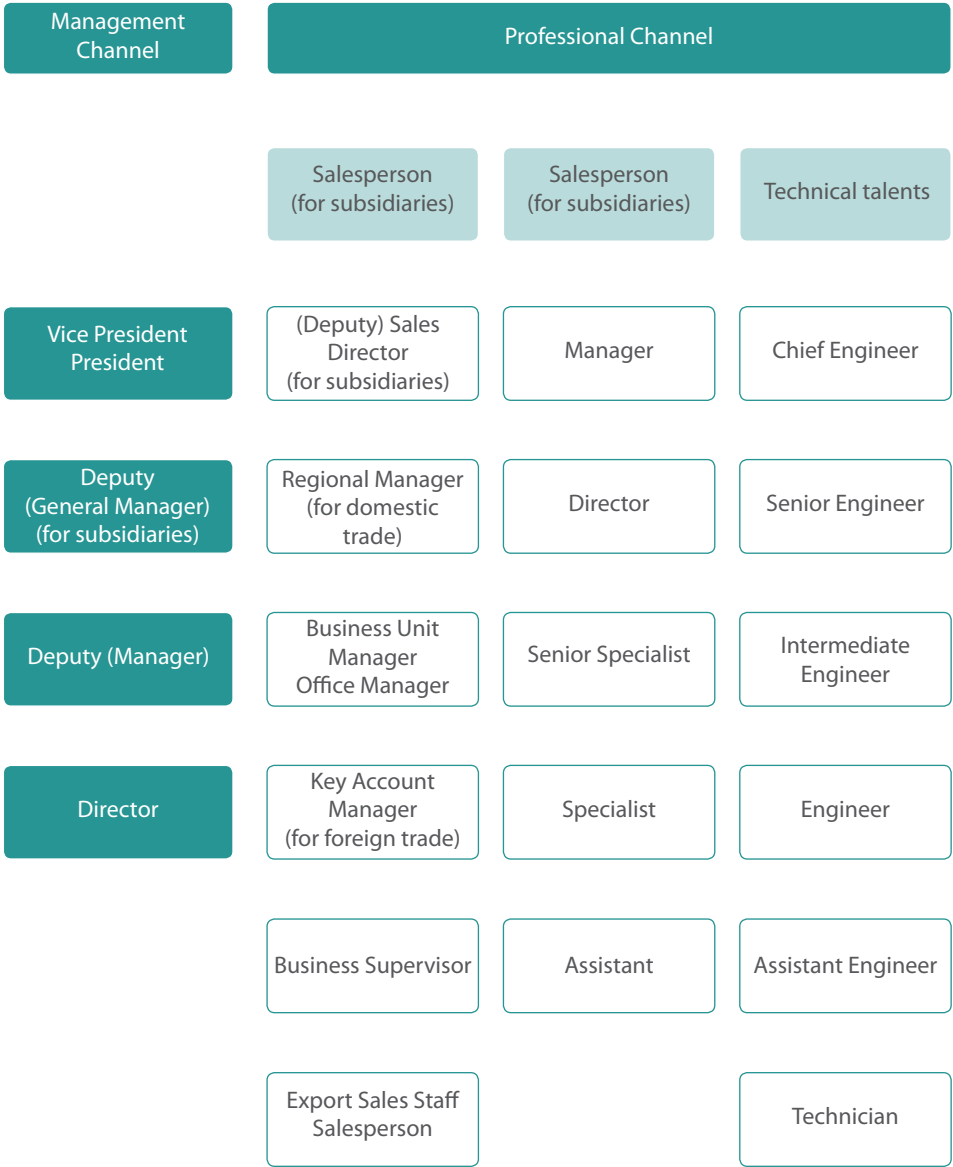 Management
Channel
Professional Channel
Salesperson
(for subsidiaries)
Salesperson
(for subsidiaries)
Technical talents
Vice President
President
(Deputy) Sales
Director
(for subsidiaries)
Manager
Chief Engineer
Deputy
(General Manager)
(for subsidiaries)
Regional Manager
(for domestic
trade)
Director
Senior Engineer
Deputy (Manager)
Business Unit
Manager
Office Manager
Senior Specialist
Intermediate
Engineer
Director
Key Account
Manager
(for foreign trade)
Specialist
Engineer
Business Supervisor
Assistant
Assistant Engineer
Export Sales Staff
Salesperson
Technician